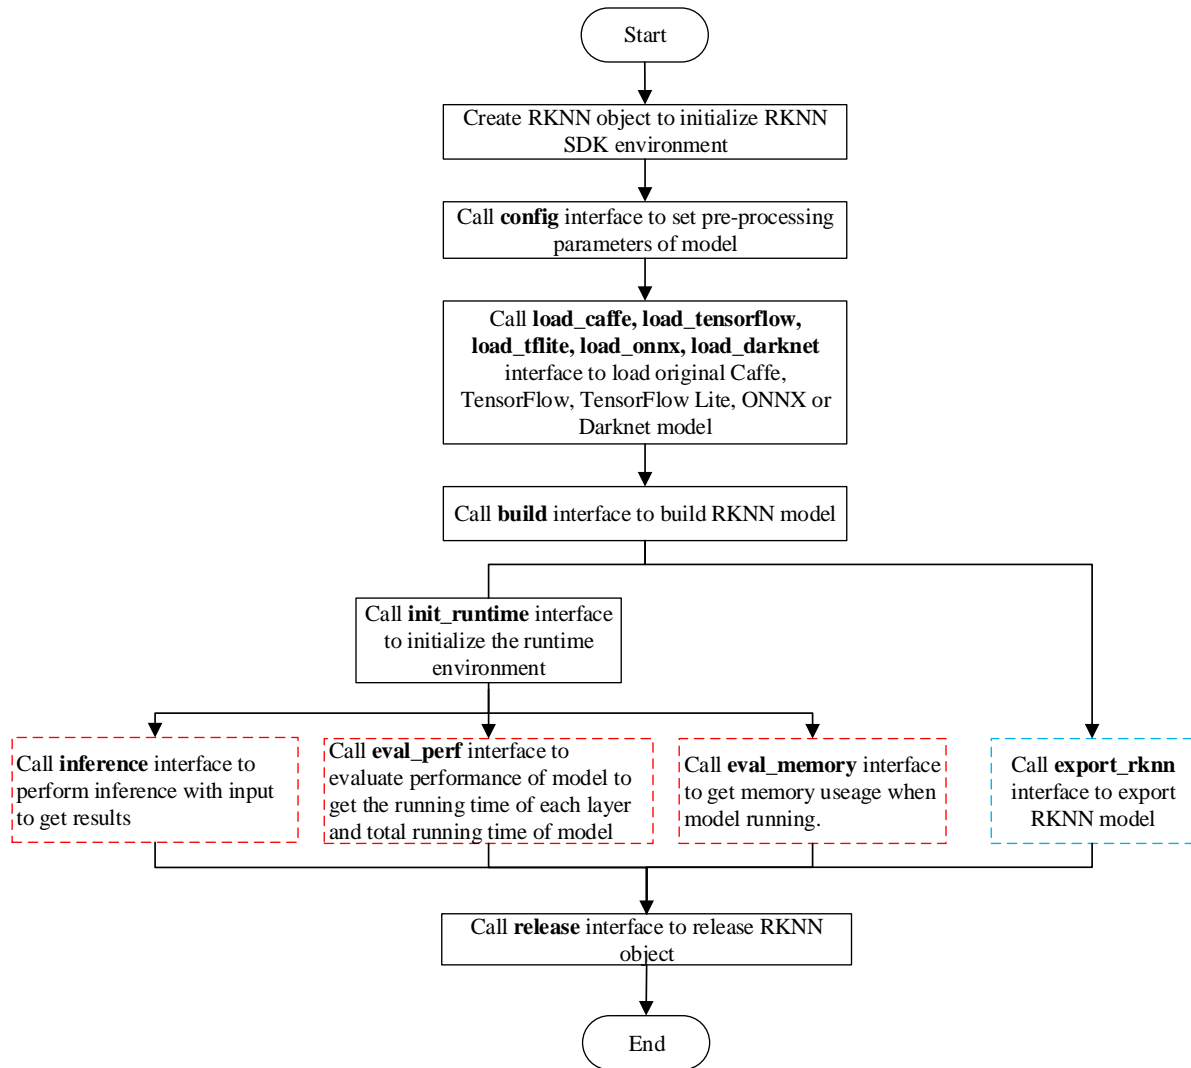 Start
Create RKNN object to initialize RKNN
SDK environment
Call config interface to set pre-processing
parameters of model
Call load_caffe, load_tensorflow,
load_tflite, load_onnx, load_darknet
interface to load original Caffe,
TensorFlow, TensorFlow Lite, ONNX or
Darknet model
Call build interface to build RKNN model
Call init_runtime interface
to initialize the runtime
environment
Call inference interface to
perform inference with input
to get results
Call eval_perf interface to
evaluate performance of model to
get the running time of each layer
and total running time of model
Call eval_memory interface
to get memory useage when
model running.
Call export_rknn
interface to export
RKNN model
Call release interface to release RKNN
object
End